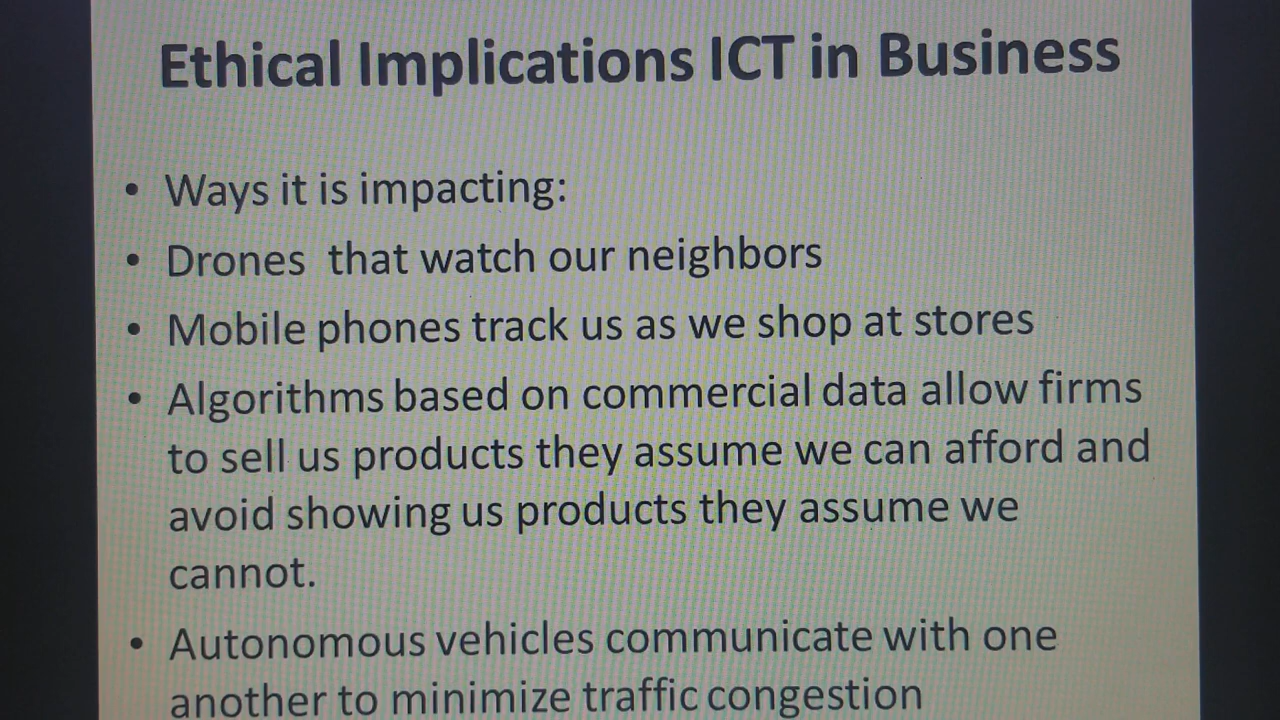 Ethical Implications ICT in Business
• Ways it is impacting:
• Drones that watch our neighbors
• Mobile phones track us as we shop at stores
• Algorithms based on commercial data allow firms
to sell us products they assume we can afford and
avoid showing us products they assume we
cannot.
• Autonomous vehicles communicate with one
another to minimize traffic congestion